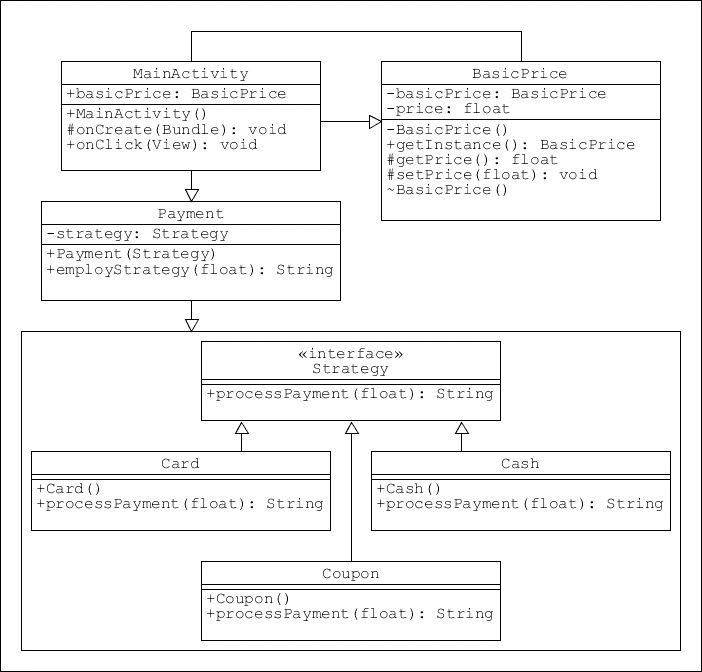 MainActivity
+basicPrice: BasicPrice
+MainActivity()
#onCreate(Bundle): void
+onClick(View): void
BasicPrice
-basicPrice: BasicPrice
-price: float
-BasicPrice()
+getInstance(): BasicPrice
#getPrice(): float
#setPrice(float): void
~BasicPrice()
Payment
-strategy: Strategy
+Payment(Strategy)
+employStrategy(float): String
«interface»
Strategy
+processPayment(float): String
Card
+Card()
+processPayment(float): String
Cash
+Cash()
+processPayment(float): String
Coupon
+Coupon()
+processPayment(float): String